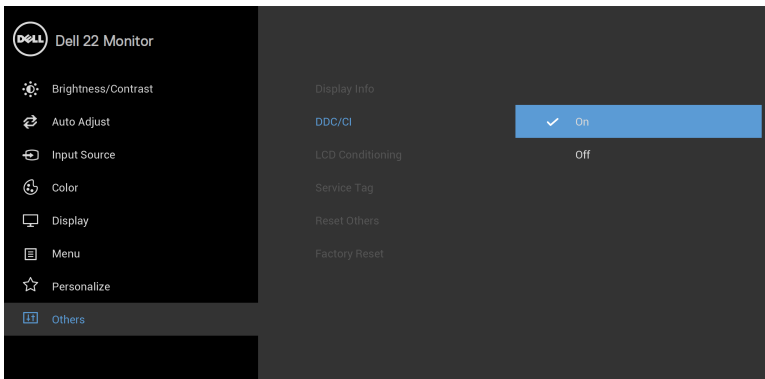 DELL Dell 22 Monitor
Brightness/Contrast
Auto Adjust
Input Source
Color
Display
Menu
Personalize
Others
Display Info
DDC/CI
LCD Conditioning
Service Tag
Reset Others
Factory Reset
On
Off